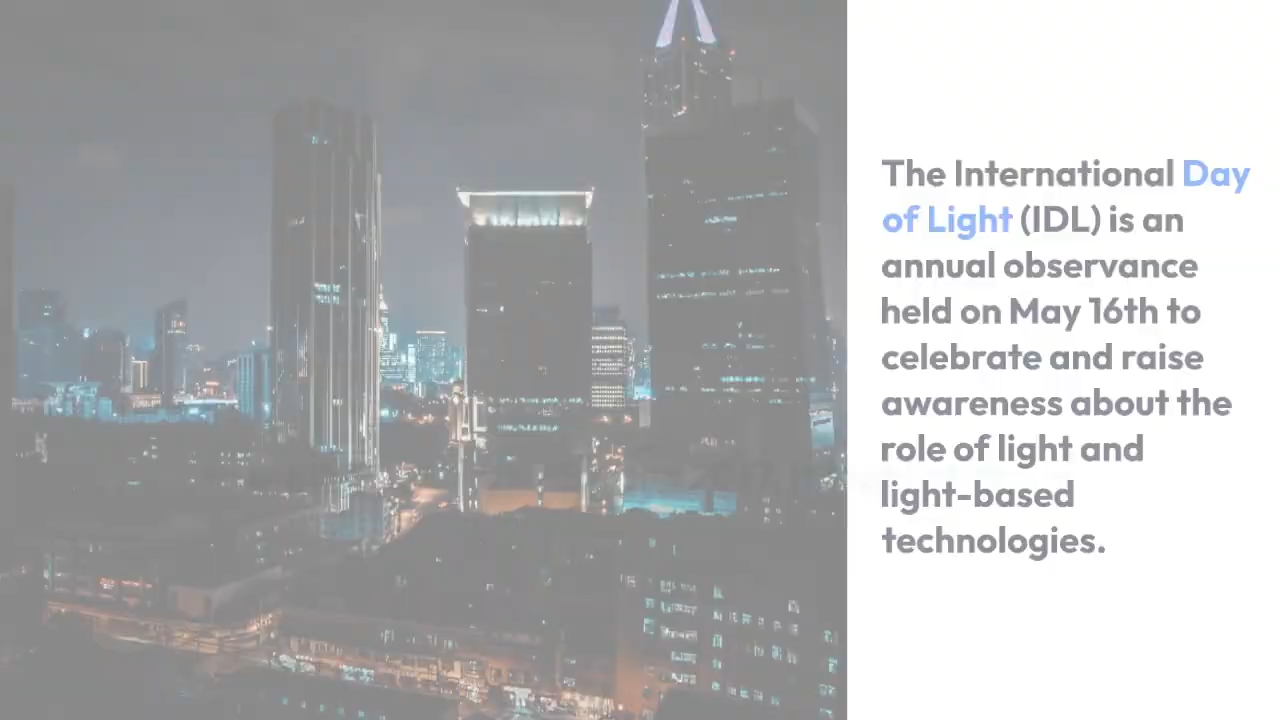 The International Day
of Light (IDL) is an
annual observance
held on May 16th to
celebrate and raise
awareness about the
role of light and
light-based
technologies.